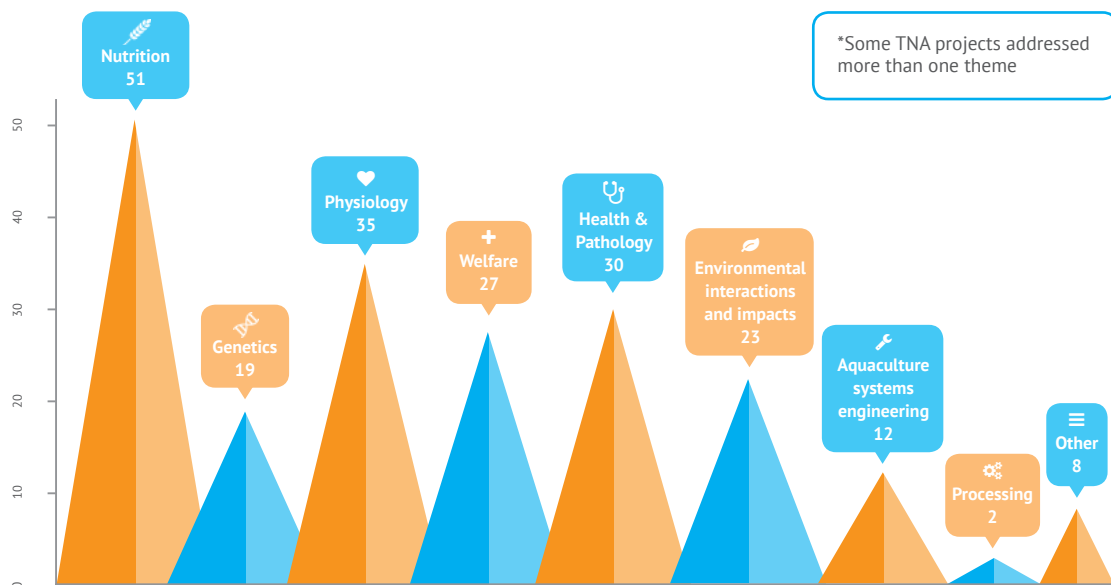 Nutrition
51
*Some TNA projects addressed
more than one theme
50
40
30
20
10
0
Genetics
19
Physiology
35
Welfare
27
Health &
Pathology
30
Environmental
interactions
and impacts
23
Aquaculture
systems
engineering
12
Processing
2
Other
8